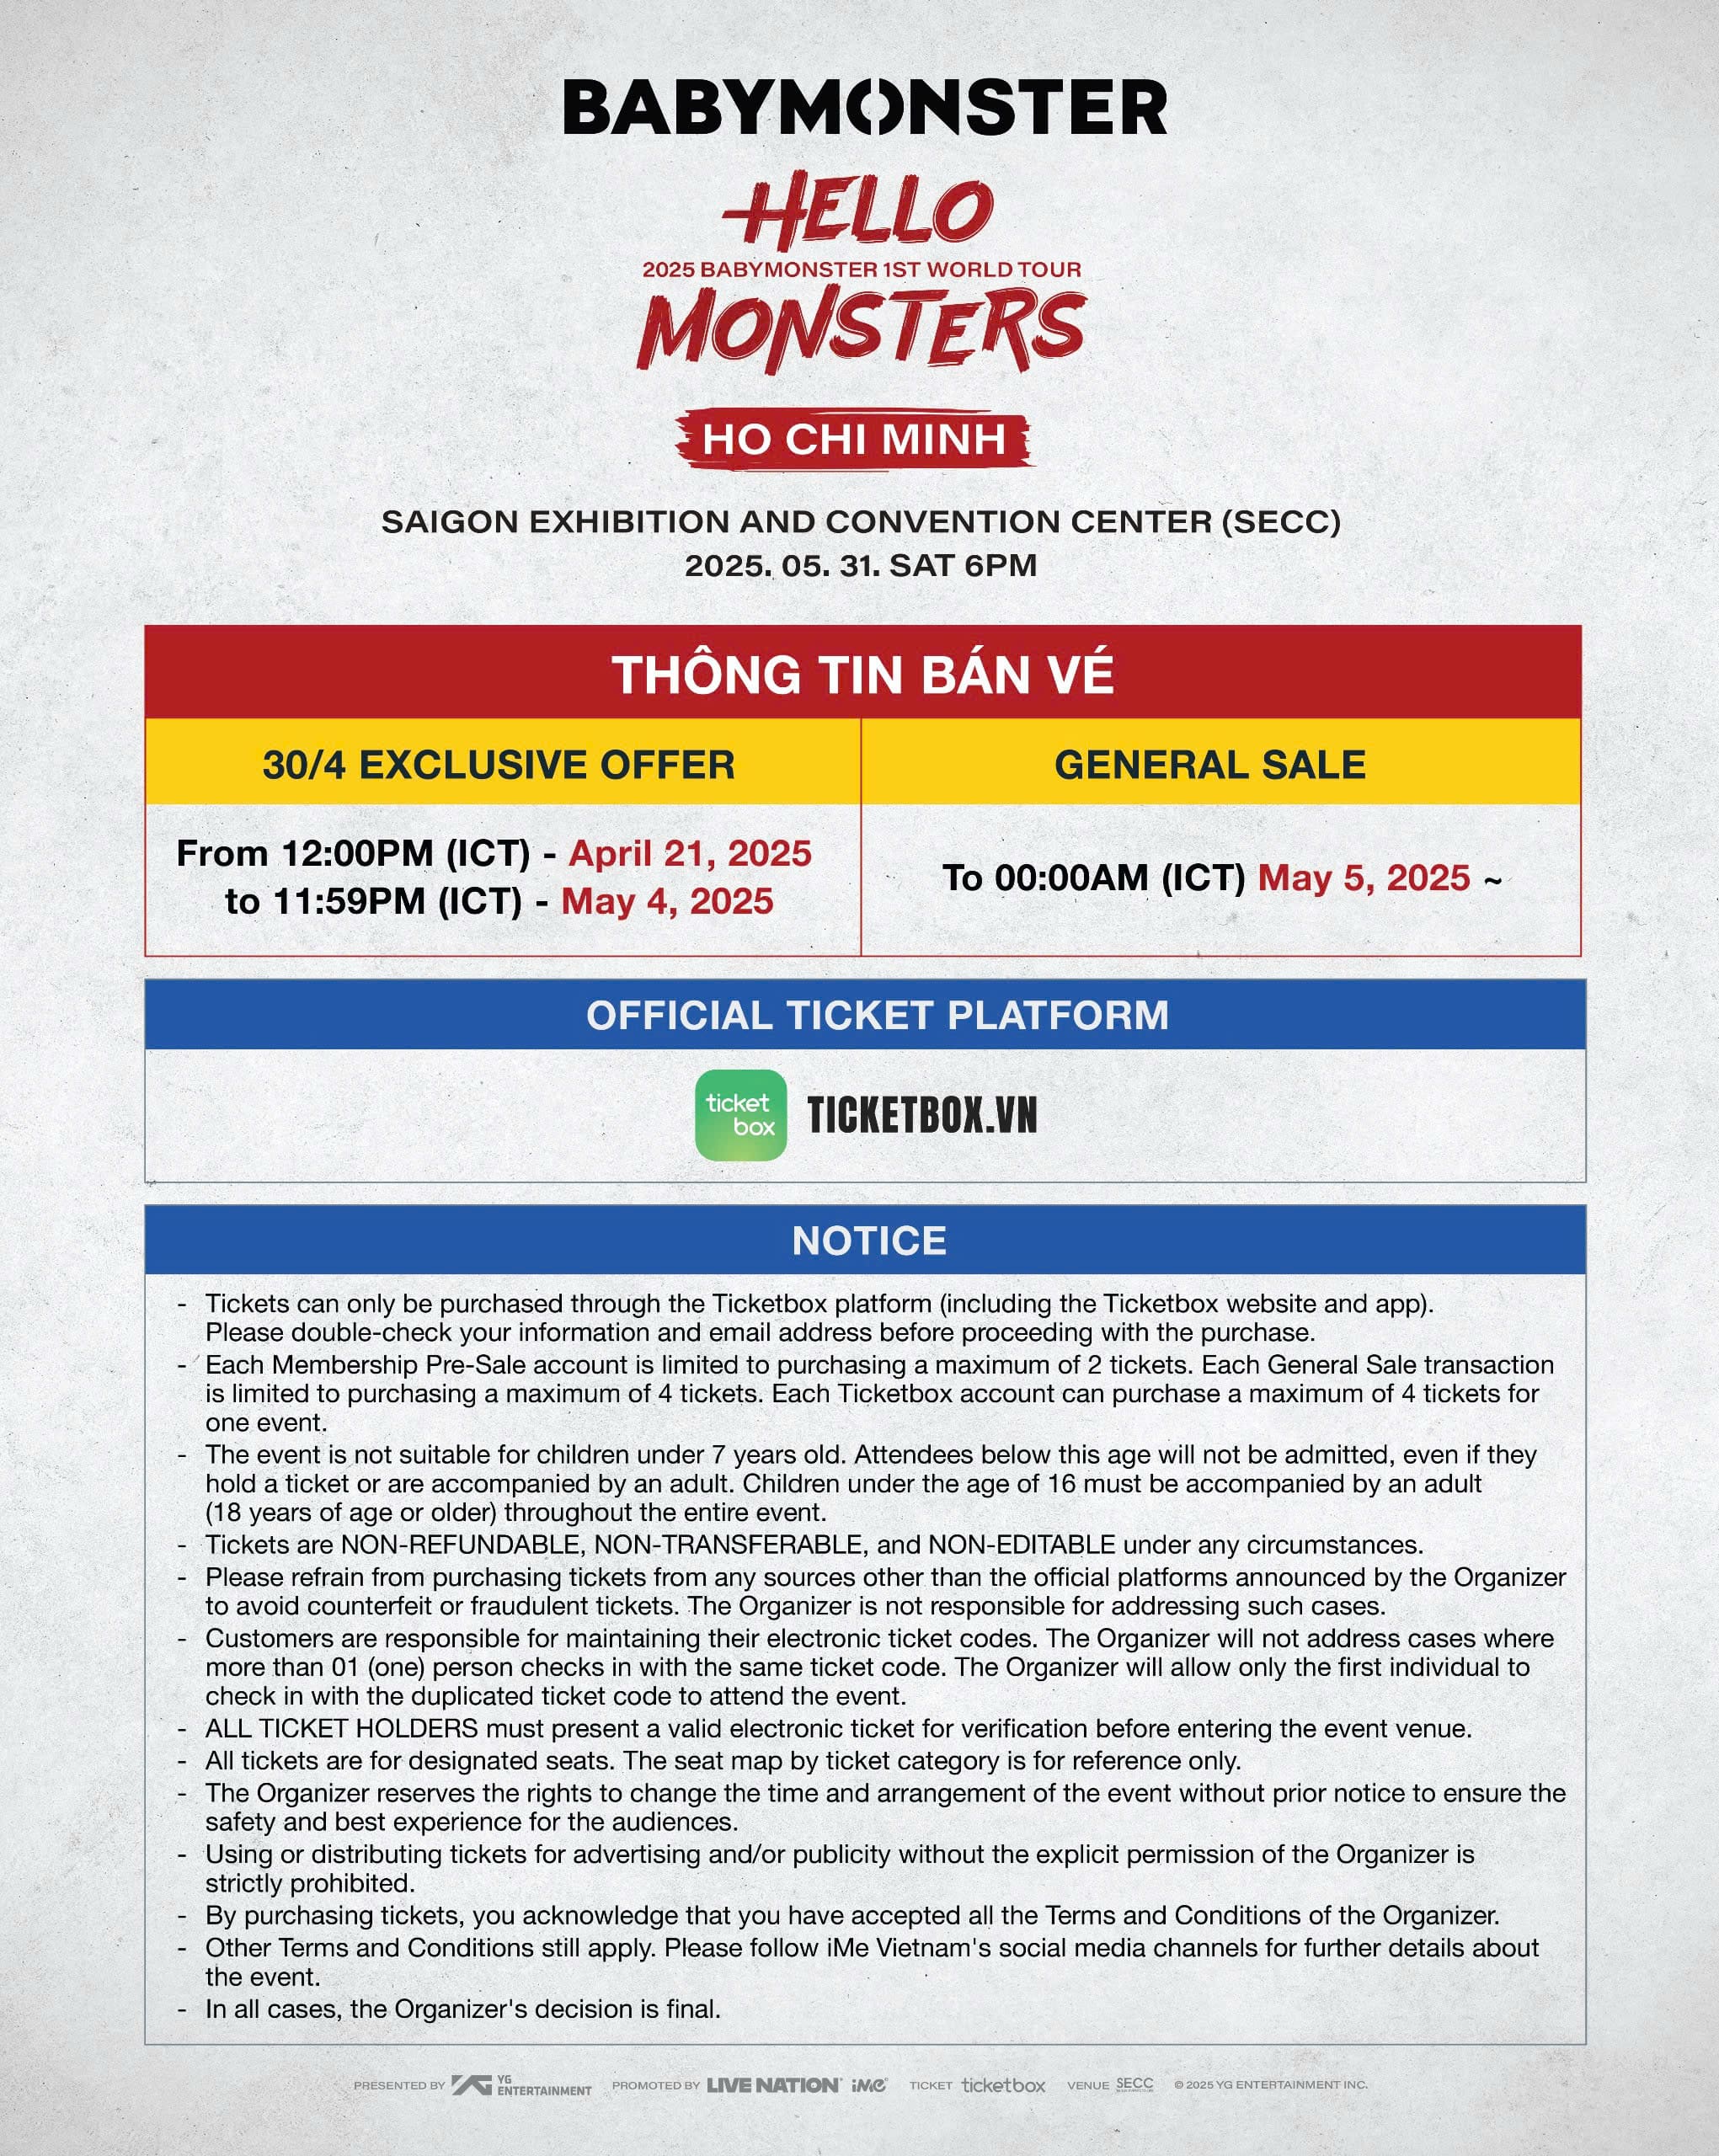 BABYMONSTER
HELLO
2025 BABYMONSTER 1ST WORLD TOUR
MONSTERS
HO CHI MINH
SAIGON EXHIBITION AND CONVENTION CENTER (SECC)
2025. 05. 31. SAT 6PM
THÔNG TIN BÁN VÉ
30/4 EXCLUSIVE OFFER
GENERAL SALE
From 12:00PM (ICT) - April 21, 2025
to 11:59PM (ICT) - May 4, 2025
To 00:00AM (ICT) May 5, 2025 ~
OFFICIAL TICKET PLATFORM
ticket
box
TICKETBOX.VN
NOTICE
- Tickets can only be purchased through the Ticketbox platform (including the Ticketbox website and app).
Please double-check your information and email address before proceeding with the purchase.
- Each Membership Pre-Sale account is limited to purchasing a maximum of 2 tickets. Each General Sale transaction
is limited to purchasing a maximum of 4 tickets. Each Ticketbox account can purchase a maximum of 4 tickets for
one event.
- The event is not suitable for children under 7 years old. Attendees below this age will not be admitted, even if they
hold a ticket or are accompanied by an adult. Children under the age of 16 must be accompanied by an adult
(18 years of age or older) throughout the entire event.
- Tickets are NON-REFUNDABLE, NON-TRANSFERABLE, and NON-EDITABLE under any circumstances.
- Please refrain from purchasing tickets from any sources other than the official platforms announced by the Organizer
to avoid counterfeit or fraudulent tickets. The Organizer is not responsible for addressing such cases.
- Customers are responsible for maintaining their electronic ticket codes. The Organizer will not address cases where
more than 01 (one) person checks in with the same ticket code. The Organizer will allow only the first individual to
check in with the duplicated ticket code to attend the event.
- ALL TICKET HOLDERS must present a valid electronic ticket for verification before entering the event venue.
- All tickets are for designated seats. The seat map by ticket category is for reference only.
- The Organizer reserves the rights to change the time and arrangement of the event without prior notice to ensure the
safety and best experience for the audiences.
- Using or distributing tickets for advertising and/or publicity without the explicit permission of the Organizer is
strictly prohibited.
- By purchasing tickets, you acknowledge that you have accepted all the Terms and Conditions of the Organizer.
- Other Terms and Conditions still apply. Please follow iMe Vietnam's social media channels for further details about
the event.
- In all cases, the Organizer's decision is final.
PRESENTED BY YG ENTERTAINMENT PROMOTED BY LIVE NATION iMe TICKET ticketbox VENUE SECC © 2025 YG ENTERTAINMENT INC.